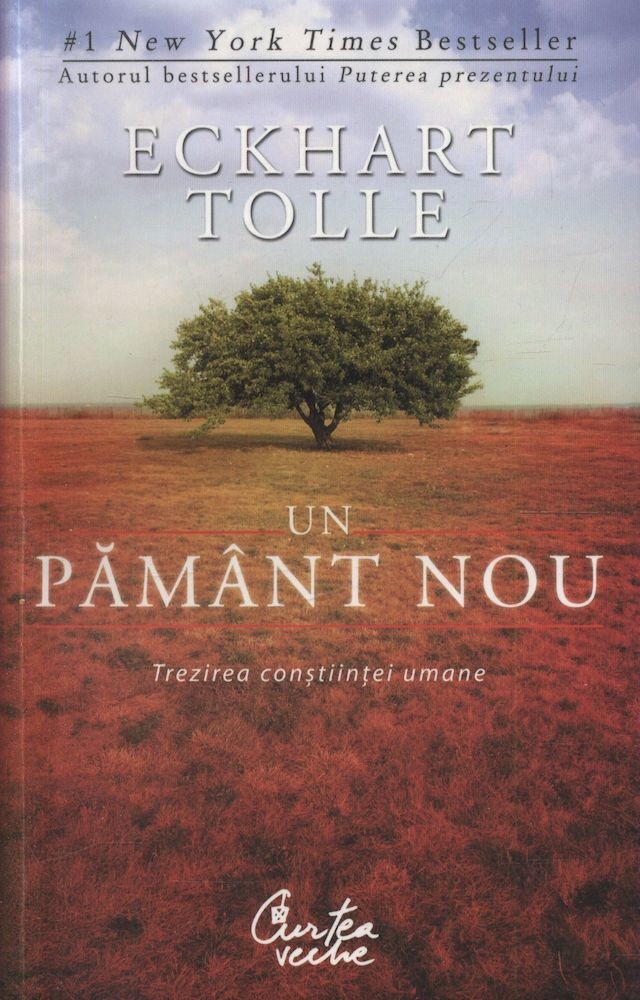 #1 New York Times Bestseller
Autorul bestsellerului Puterea prezentului
ECKHART
TOLLE
UN
PĂMÂNT NOU
Trezirea conștiinței umane
Curtea
veche